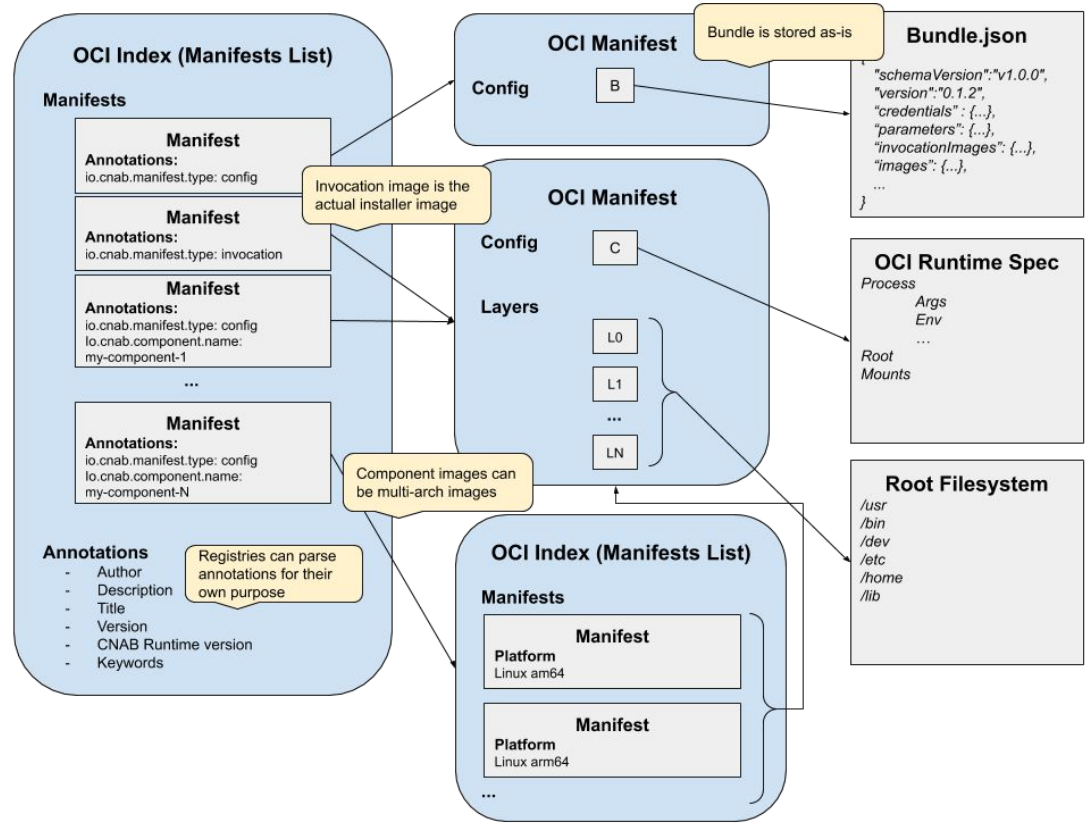 OCI Index (Manifests List)
Manifests
Manifest
Annotations:
io.cnab.manifest.type: config
Manifest
Annotations:
io.cnab.manifest.type: invocation
Manifest
Annotations:
io.cnab.manifest.type: config
Io.cnab.component.name:
my-component-1
...
Manifest
Annotations:
io.cnab.manifest.type: config
Io.cnab.component.name:
my-component-N
Annotations
- Author
- Description
- Title
- Version
- CNAB Runtime version
- Keywords
Registries can parse
annotations for their
own purpose
Invocation image is the
actual installer image
Component images can
be multi-arch images
OCI Manifest
Config
B
Bundle is stored as-is
OCI Manifest
Config
C
Layers
L0
L1
...
LN
OCI Index (Manifests List)
Manifests
Manifest
Platform
Linux am64
Manifest
Platform
Linux arm64
...
Bundle.json
{
"schemaVersion":"v1.0.0",
"version":"0.1.2",
“credentials” : {...},
“parameters”: {...},
“invocationImages”: {...},
“images”: {...},
...
}
OCI Runtime Spec
Process
Args
Env
…
Root
Mounts
Root Filesystem
/usr
/bin
/dev
/etc
/home
/lib